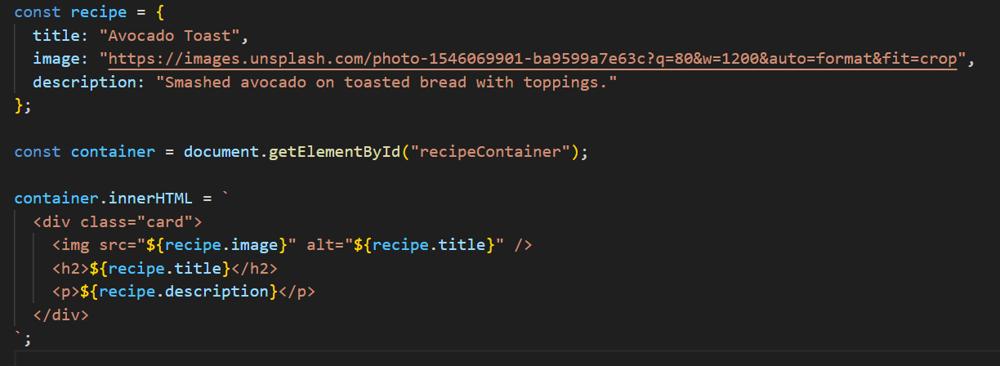 const recipe = {
  title: "Avocado Toast",
  image: "https://images.unsplash.com/photo-1546069901-ba9599a7e63c?q=80&w=1200&auto=format&fit=crop",
  description: "Smashed avocado on toasted bread with toppings."
};

const container = document.getElementById("recipeContainer");

container.innerHTML = `
  <div class="card">
    <img src="${recipe.image}" alt="${recipe.title}" />
    <h2>${recipe.title}</h2>
    <p>${recipe.description}</p>
  </div>
`;